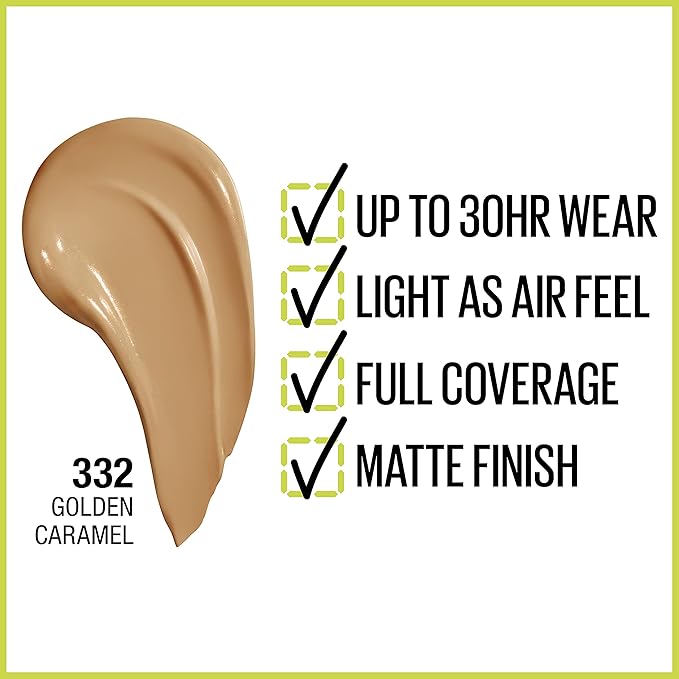 UP TO 30HR WEAR
LIGHT AS AIR FEEL
FULL COVERAGE
MATTE FINISH
332
GOLDEN
CARAMEL